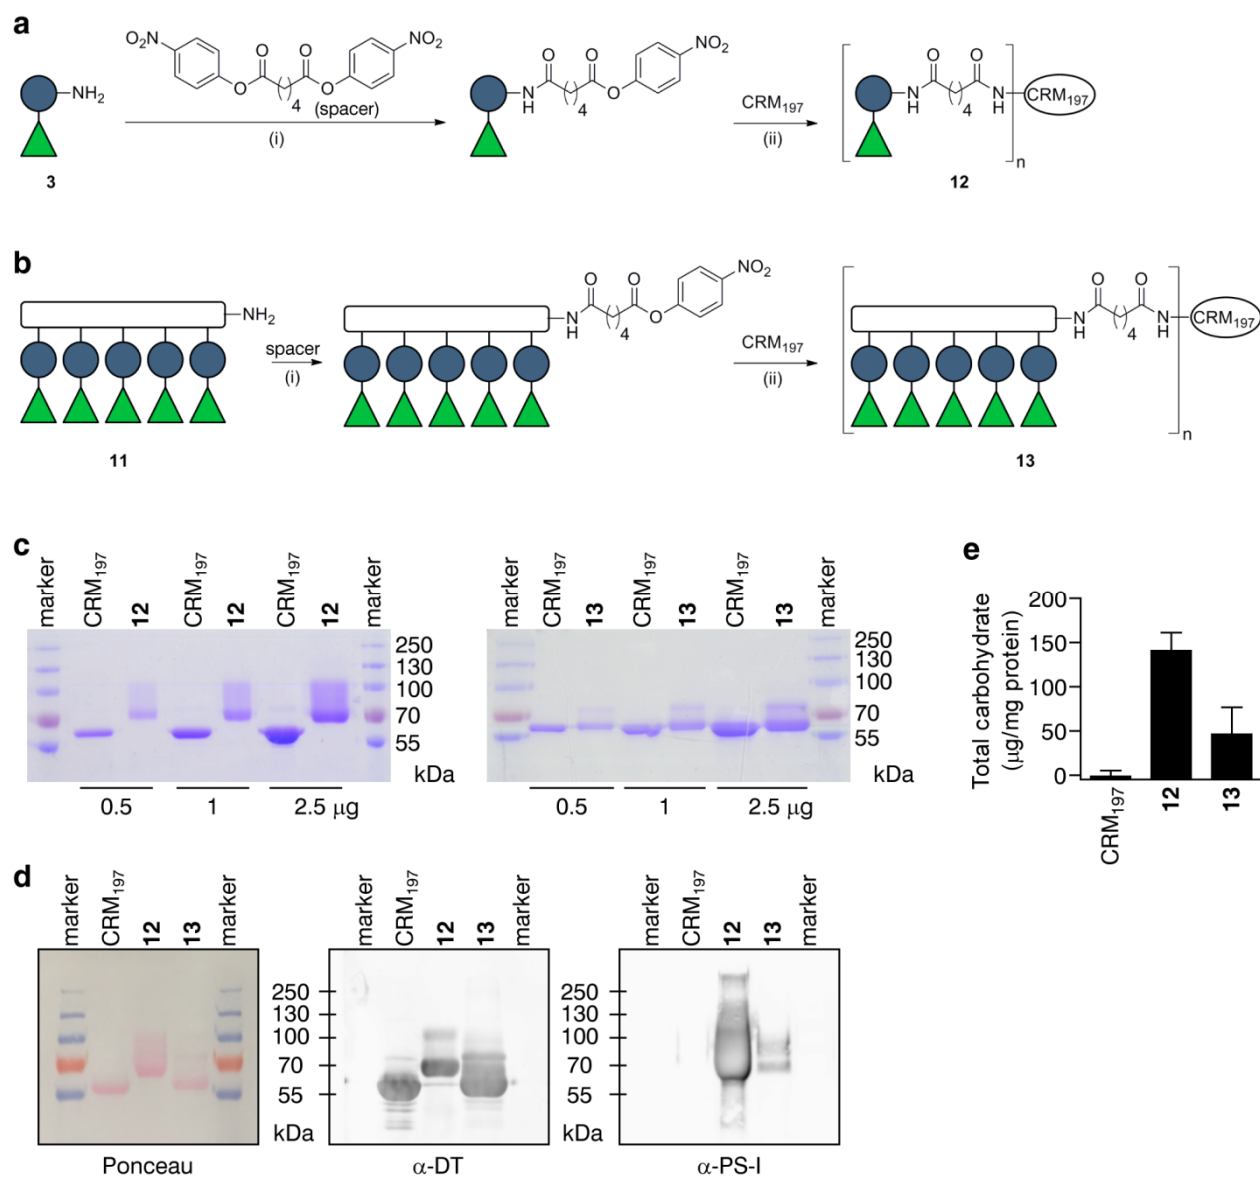 a
O₂N
NO₂
O
O
O
O
4
(spacer)
NH₂
(i)
3
O
O
NO₂
N
H
4
O
CRM₁₉₇
(ii)
O
O
N
H
4
N
H
CRM₁₉₇
n
12
b
NH₂
spacer
(i)
11
O
O
NO₂
N
H
4
O
CRM₁₉₇
(ii)
O
O
N
H
4
N
H
CRM₁₉₇
n
13
c
marker
CRM₁₉₇
12
CRM₁₉₇
12
CRM₁₉₇
12
marker
250
130
100
70
55
kDa
0.5
1
2.5 μg
marker
CRM₁₉₇
13
CRM₁₉₇
13
CRM₁₉₇
13
marker
250
130
100
70
55
kDa
0.5
1
2.5 μg
e
Total carbohydrate
(μg/mg protein)
200
150
100
50
0
CRM₁₉₇
12
13
d
marker
CRM₁₉₇
12
13
marker
Ponceau
marker
CRM₁₉₇
12
13
marker
250
130
100
70
55
kDa
α-DT
marker
CRM₁₉₇
12
13
marker
250
130
100
70
55
kDa
α-PS-I